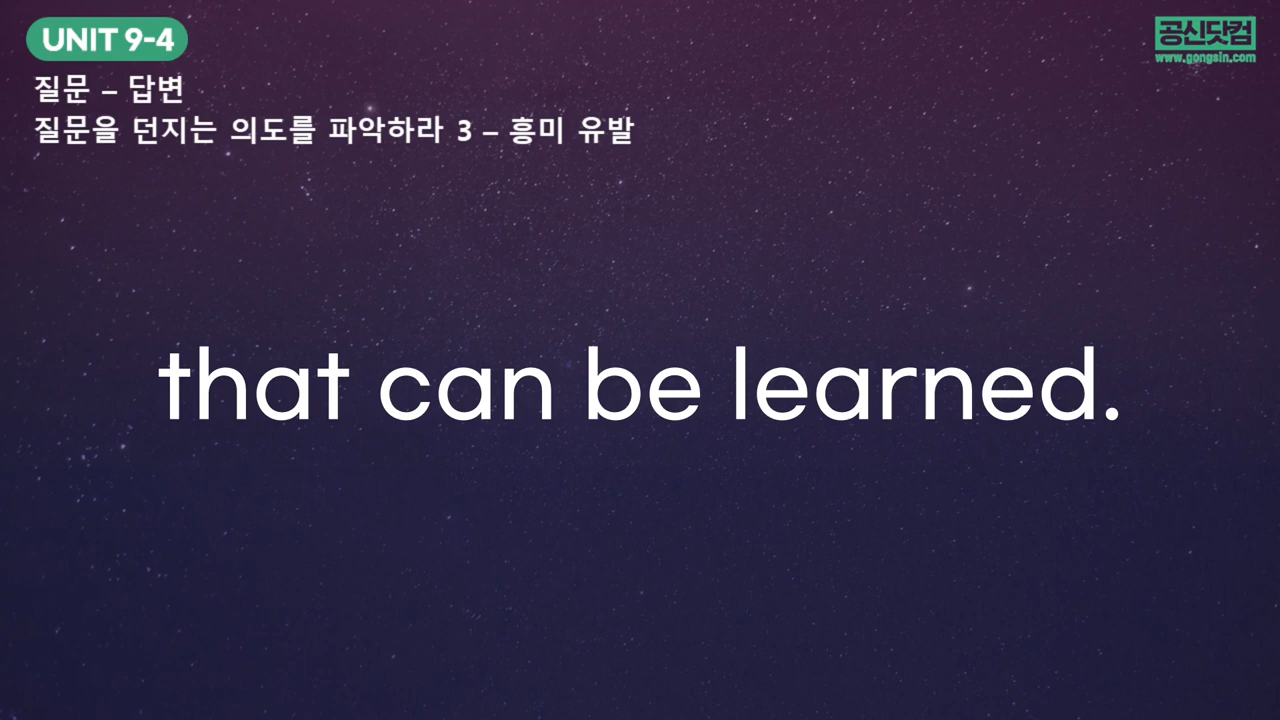 UNIT 9-4
공신닷컴
www.gongsin.com
질문 – 답변
질문을 던지는 의도를 파악하라 3 – 흥미 유발
that can be learned.